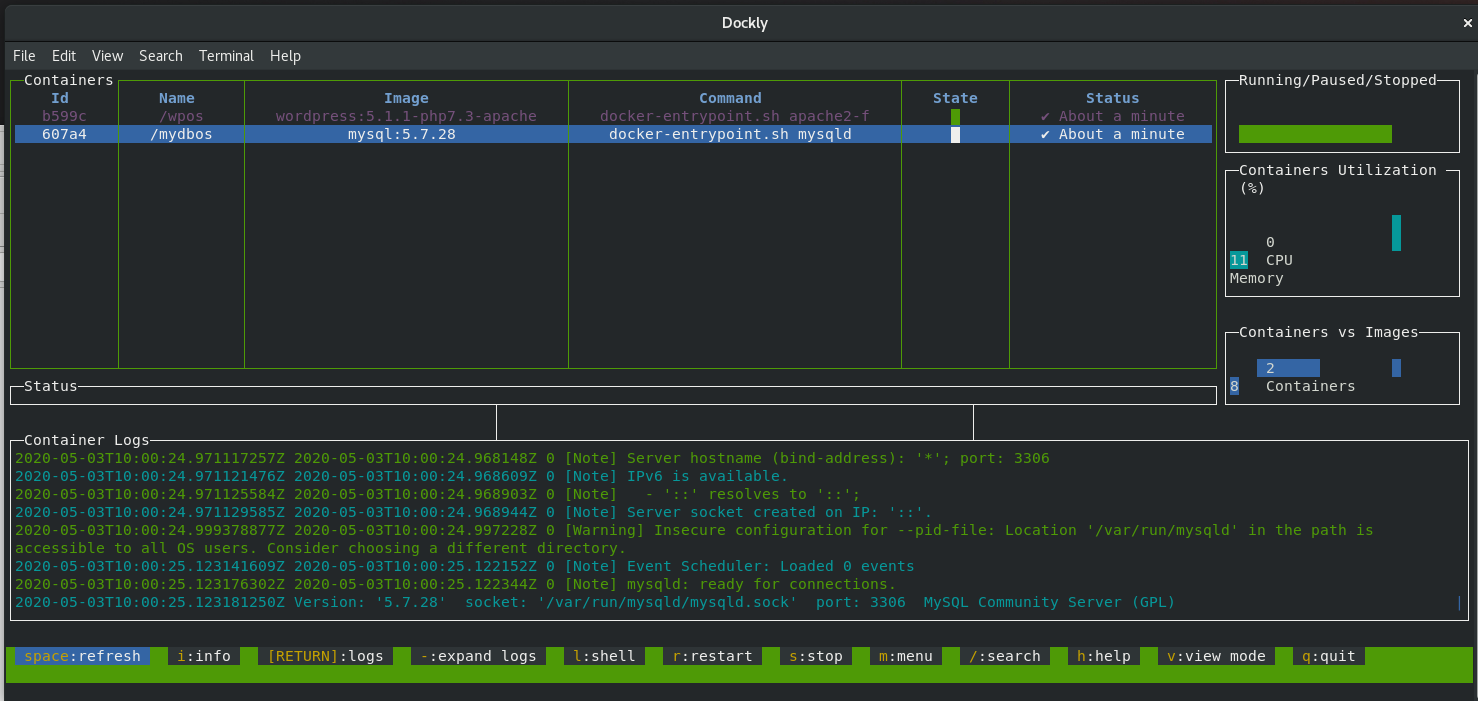 Dockly ×
File Edit View Search Terminal Help
Containers
Id Name Image Command State Status
b599c /wpos wordpress:5.1.1-php7.3-apache docker-entrypoint.sh apache2-f ✔ About a minute
607a4 /mydbos mysql:5.7.28 docker-entrypoint.sh mysqld ✔ About a minute
Running/Paused/Stopped
Containers Utilization
(%)
0
11 CPU
Memory
Containers vs Images
2
8 Containers
Status
Container Logs
2020-05-03T10:00:24.971117257Z 2020-05-03T10:00:24.968148Z 0 [Note] Server hostname (bind-address): '*'; port: 3306
2020-05-03T10:00:24.971121476Z 2020-05-03T10:00:24.968609Z 0 [Note] IPv6 is available.
2020-05-03T10:00:24.971125584Z 2020-05-03T10:00:24.968903Z 0 [Note]   - '::' resolves to '::';
2020-05-03T10:00:24.971129585Z 2020-05-03T10:00:24.968944Z 0 [Note] Server socket created on IP: '::'.
2020-05-03T10:00:24.999378877Z 2020-05-03T10:00:24.997228Z 0 [Warning] Insecure configuration for --pid-file: Location '/var/run/mysqld' in the path is
accessible to all OS users. Consider choosing a different directory.
2020-05-03T10:00:25.123141609Z 2020-05-03T10:00:25.122152Z 0 [Note] Event Scheduler: Loaded 0 events
2020-05-03T10:00:25.123176302Z 2020-05-03T10:00:25.122344Z 0 [Note] mysqld: ready for connections.
2020-05-03T10:00:25.123181250Z Version: '5.7.28'  socket: '/var/run/mysqld/mysqld.sock'  port: 3306  MySQL Community Server (GPL)
space:refresh i:info [RETURN]:logs -:expand logs l:shell r:restart s:stop m:menu /:search h:help v:view mode q:quit